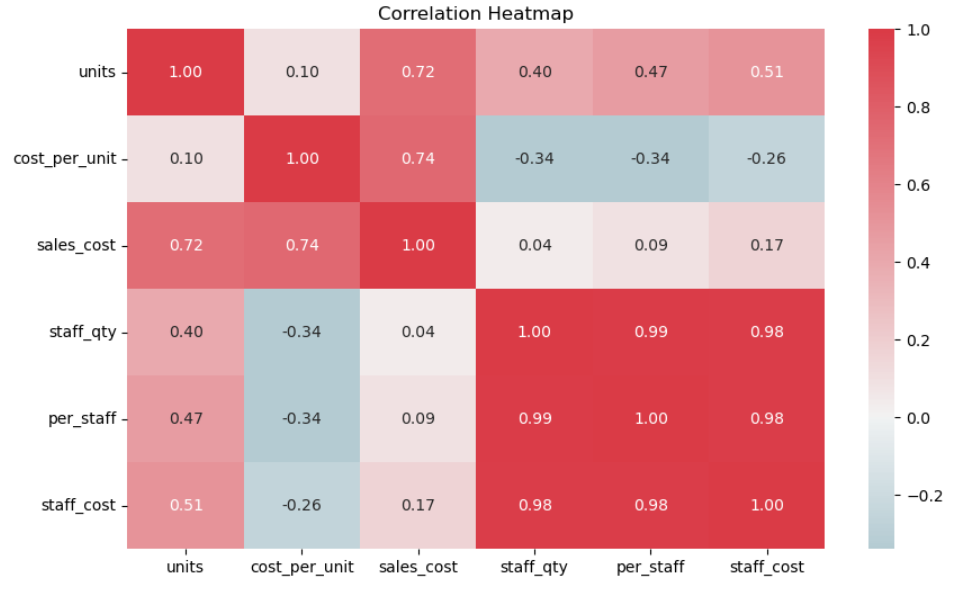 Correlation Heatmap
units 1.00 0.10 0.72 0.40 0.47 0.51
cost_per_unit 0.10 1.00 0.74 -0.34 -0.34 -0.26
sales_cost 0.72 0.74 1.00 0.04 0.09 0.17
staff_qty 0.40 -0.34 0.04 1.00 0.99 0.98
per_staff 0.47 -0.34 0.09 0.99 1.00 0.98
staff_cost 0.51 -0.26 0.17 0.98 0.98 1.00
units cost_per_unit sales_cost staff_qty per_staff staff_cost
1.0
0.8
0.6
0.4
0.2
0.0
−0.2